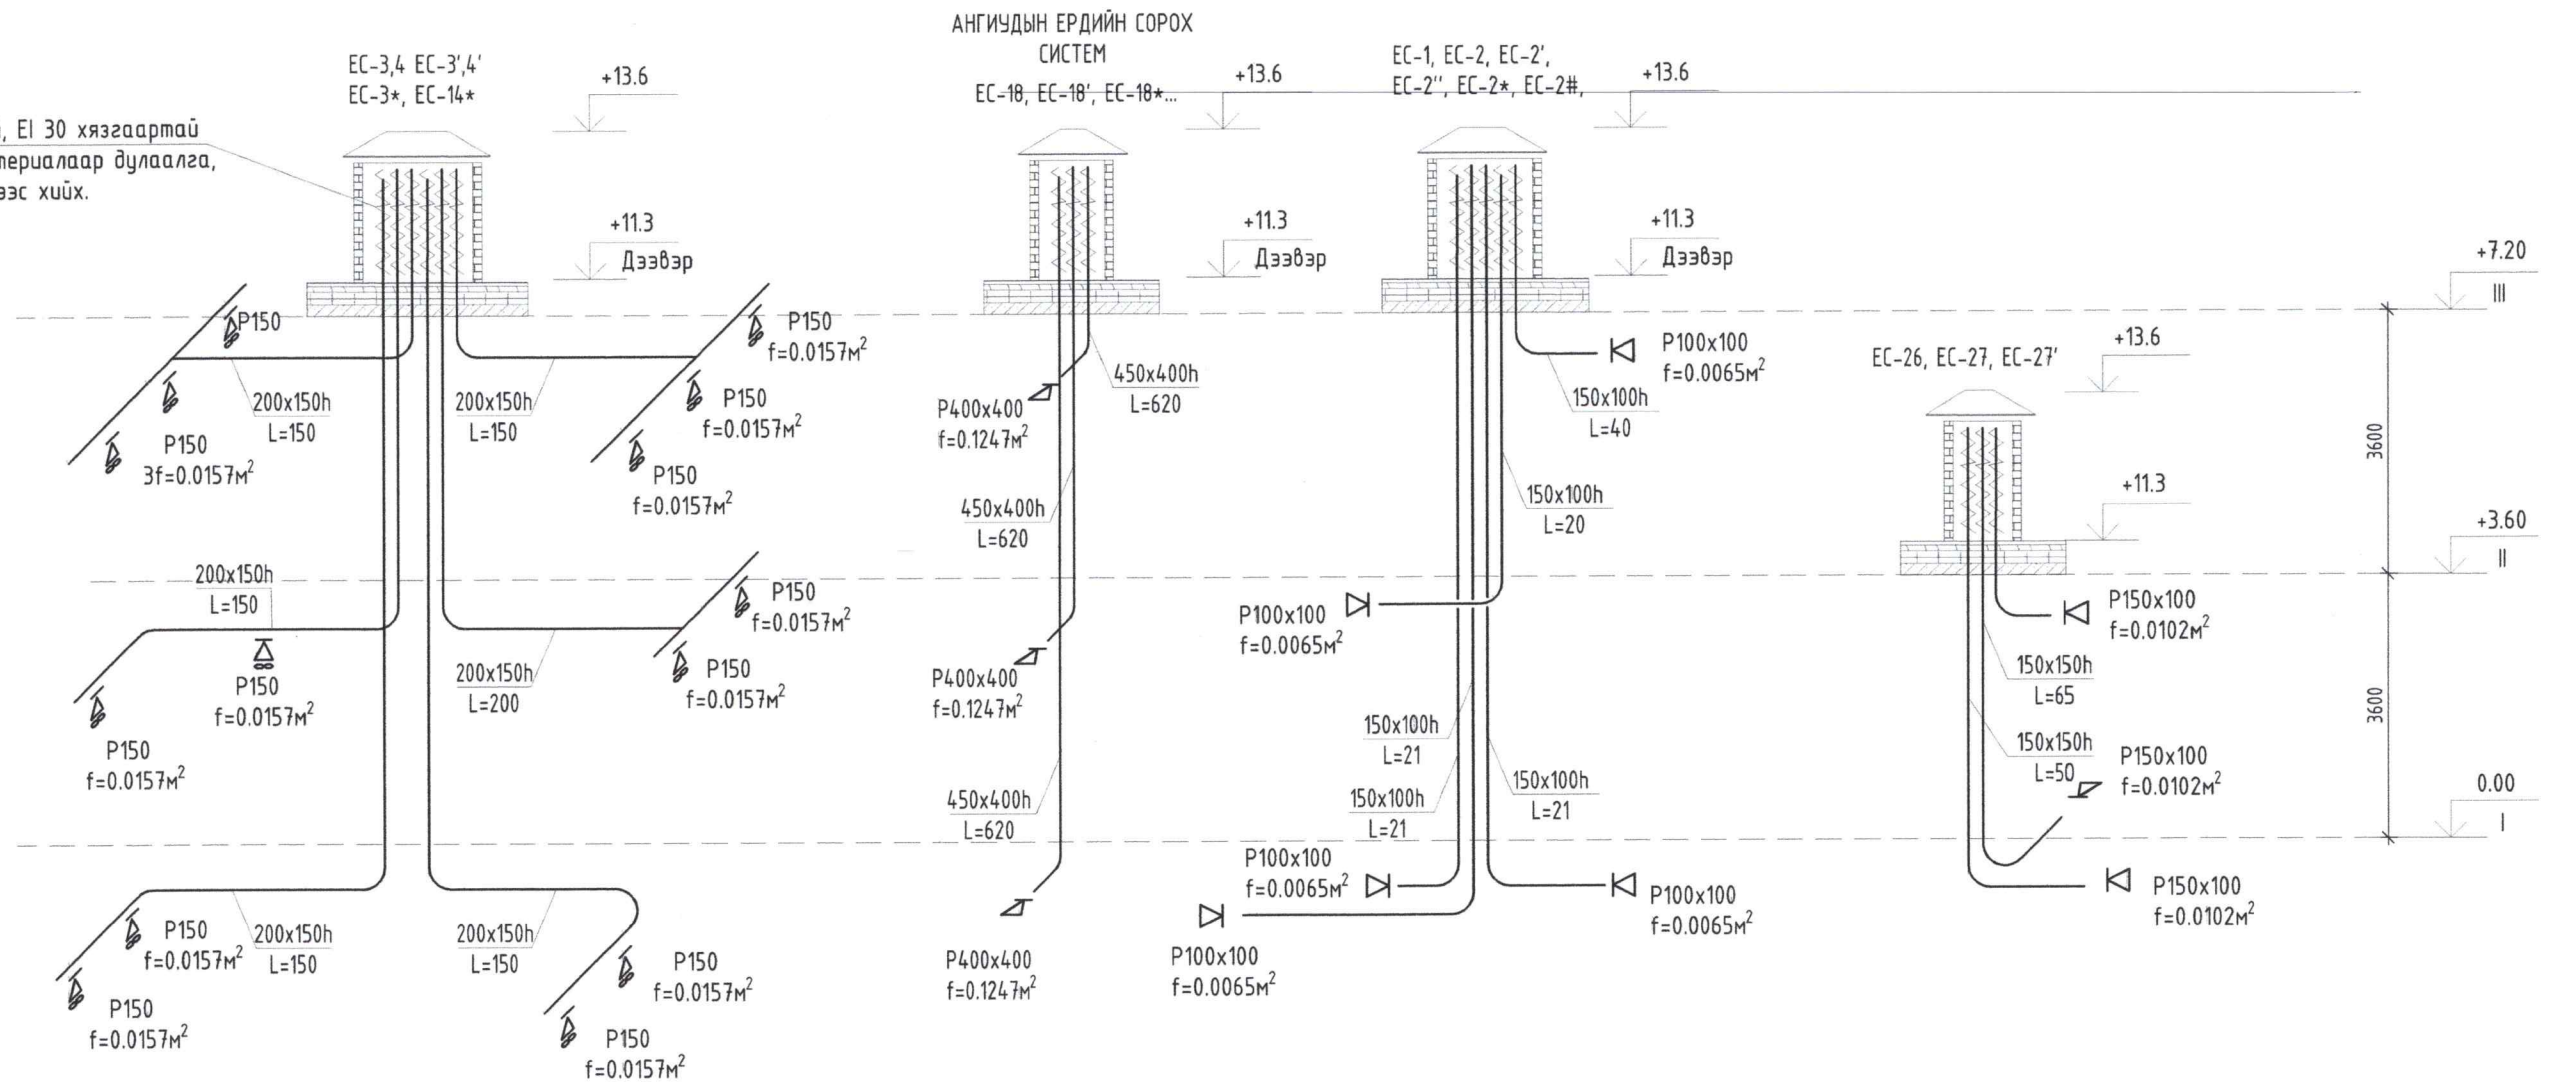 АНГИУДЫН ЕРДИЙН СОРОХ
СИСТЕМ
ЕС-3,4 ЕС-3',4'
ЕС-3*, ЕС-14*
+13.6
ЕС-18, ЕС-18', ЕС-18*...
+13.6
ЕС-1, ЕС-2, ЕС-2',
ЕС-2'', ЕС-2*, ЕС-2#,
+13.6
EI 30 хязгаартай
дулаалга,
хийх.
+11.3
Дээвэр
+11.3
Дээвэр
+11.3
Дээвэр
+7.20
III
P150
P150
3f=0.0157м²
200x150h
L=150
200x150h
L=150
P150
f=0.0157м²
P150
f=0.0157м²
P150
f=0.0157м²
P400x400
f=0.1247м²
450x400h
L=620
450x400h
L=620
P100x100
f=0.0065м²
150x100h
L=40
150x100h
L=20
ЕС-26, ЕС-27, ЕС-27'
+13.6
+11.3
3600
+3.60
II
200x150h
L=150
P150
f=0.0157м²
P150
f=0.0157м²
200x150h
L=200
P150
f=0.0157м²
P150
f=0.0157м²
P400x400
f=0.1247м²
450x400h
L=620
P100x100
f=0.0065м²
150x100h
L=21
150x100h
L=21
150x100h
L=21
P150x100
f=0.0102м²
150x150h
L=65
150x150h
L=50
P150x100
f=0.0102м²
3600
0.00
I
P150
f=0.0157м²
P150
f=0.0157м²
200x150h
L=150
200x150h
L=150
P150
f=0.0157м²
P150
f=0.0157м²
P400x400
f=0.1247м²
P100x100
f=0.0065м²
P100x100
f=0.0065м²
P100x100
f=0.0065м²
P150x100
f=0.0102м²